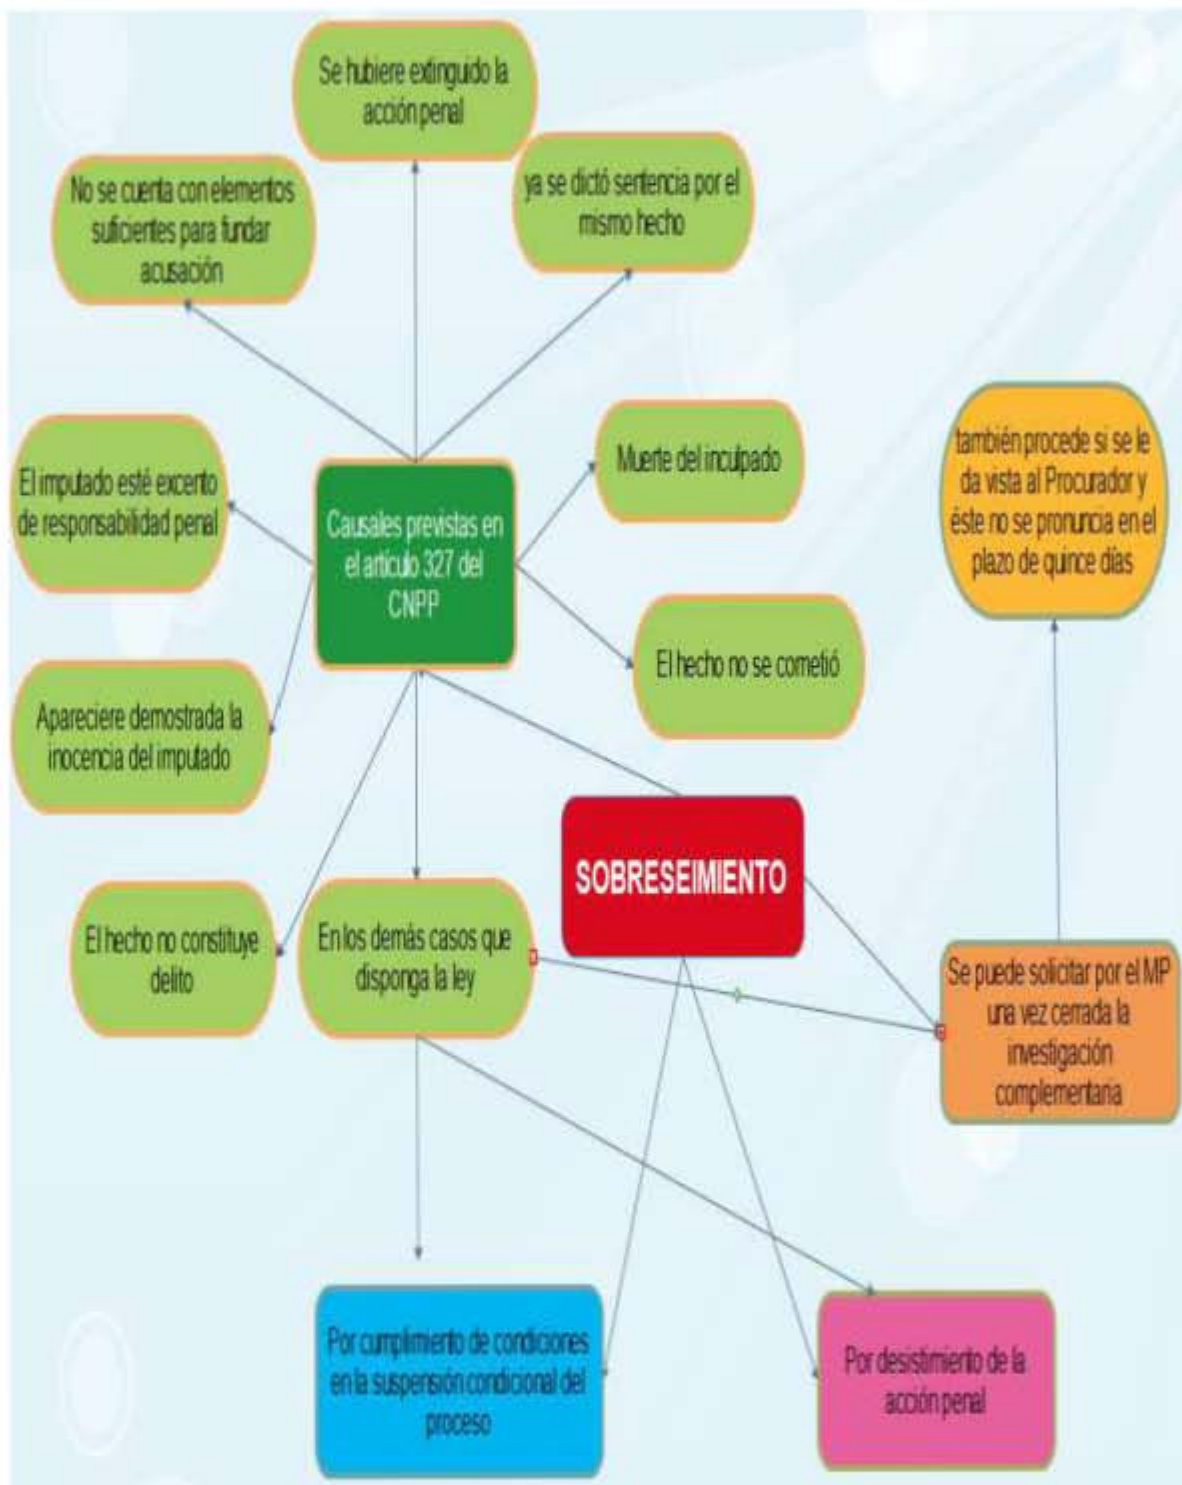 Se hubiere extinguido la
acción penal
No se cuenta con elementos
suficientes para fundar
acusación
ya se dictó sentencia por el
mismo hecho
El imputado esté excento
de responsabilidad penal
Causales previstas en
el artículo 327 del
CNPP
Muerte del inculpado
también procede si se le
da vista al Procurador y
éste no se pronuncia en el
plazo de quince días
El hecho no se cometió
Apareciere demostrada la
inocencia del imputado
SOBRESEIMIENTO
El hecho no constituye
delito
En los demás casos que
disponga la ley
Se puede solicitar por el MP
una vez cerrada la
investigación
complementaria
Por cumplimiento de condiciones
en la suspensión condicional del
proceso
Por desistimiento de la
acción penal